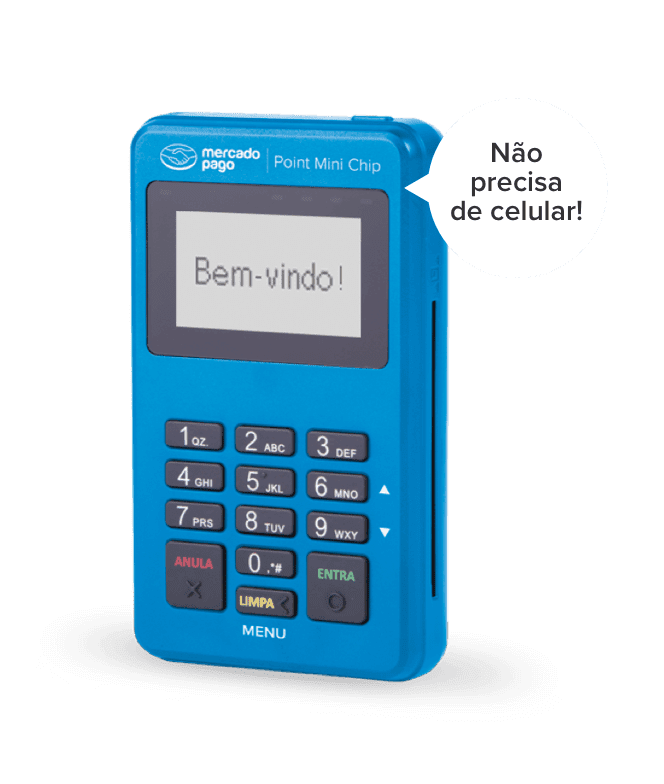 mercado
pago
Point Mini Chip
Não
precisa
de celular!
Bem-vindo!
1 QZ.
2 ABC
3 DEF
4 GHI
5 JKL
6 MNO
7 PRS
8 TUV
9 WXY
ANULA
X
0 ,*#
ENTRA
O
LIMPA <
MENU